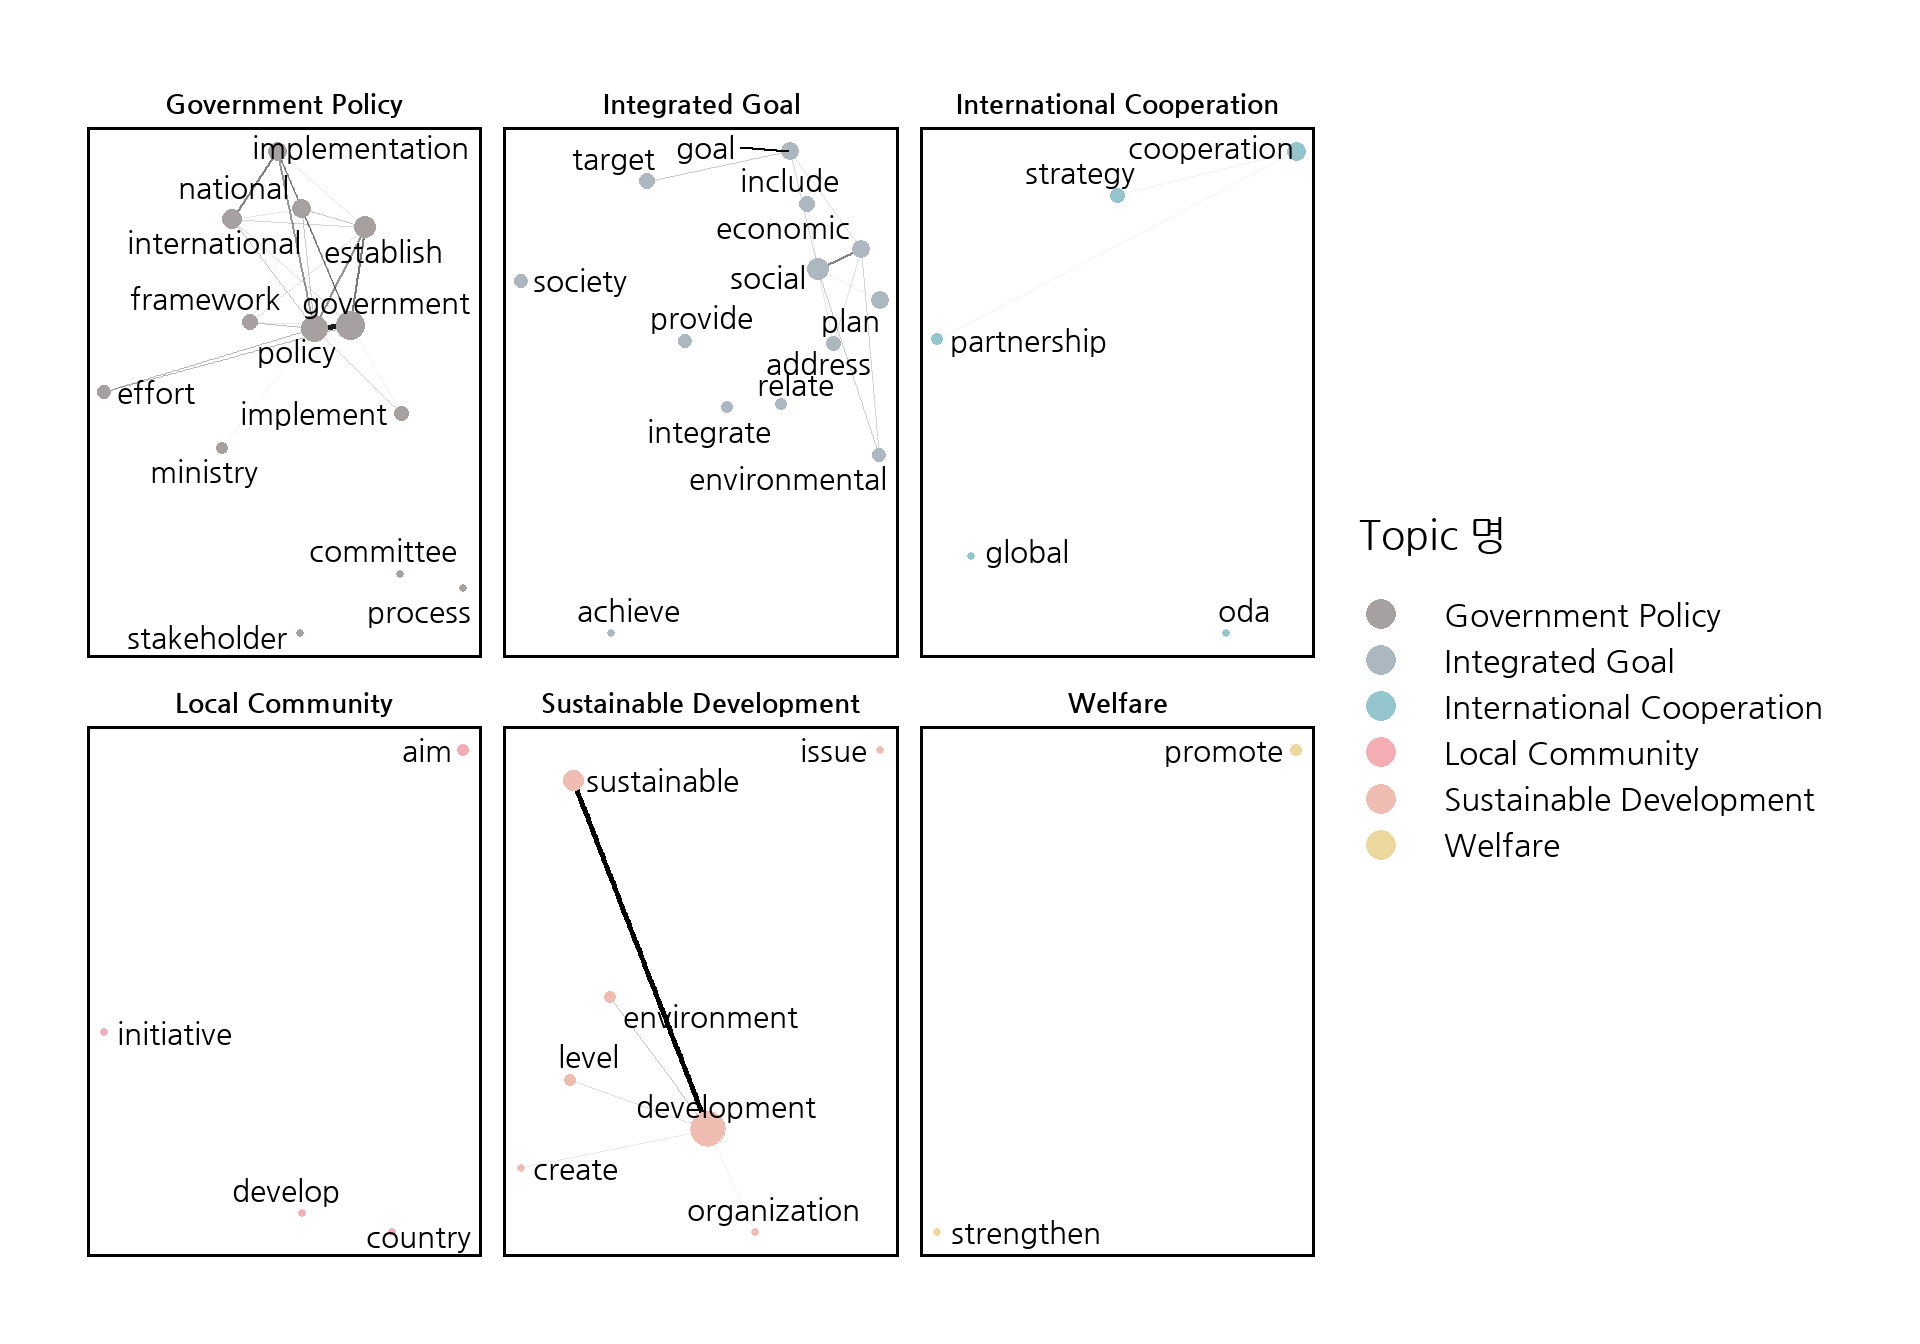 Government Policy
implementation
national
international
establish
framework
government
policy
effort
implement
ministry
committee
process
stakeholder
Integrated Goal
goal
target
include
economic
society
social
provide
plan
address
relate
integrate
environmental
achieve
International Cooperation
cooperation
strategy
partnership
global
oda
Topic 명
Government Policy
Integrated Goal
International Cooperation
Local Community
Sustainable Development
Welfare
Local Community
aim
initiative
develop
country
Sustainable Development
issue
sustainable
environment
level
development
create
organization
Welfare
promote
strengthen